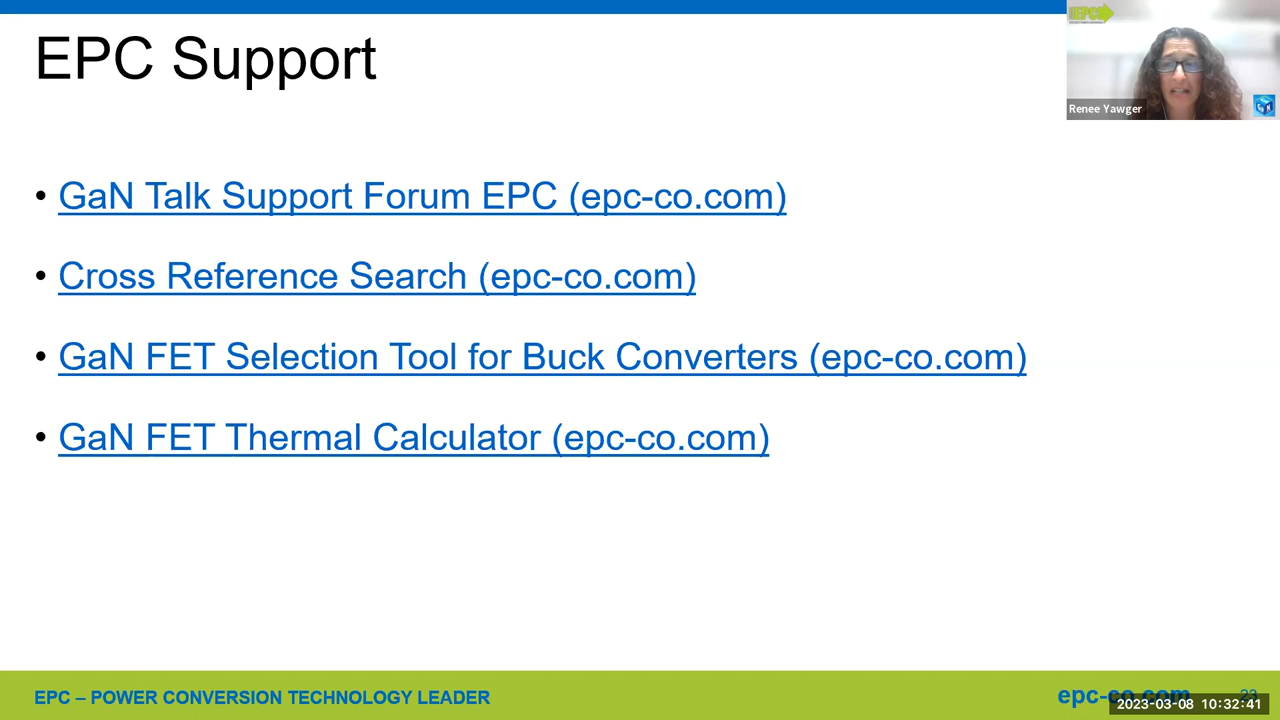 EPC Support
EPC
Renee Yawger
• GaN Talk Support Forum EPC (epc-co.com)
• Cross Reference Search (epc-co.com)
• GaN FET Selection Tool for Buck Converters (epc-co.com)
• GaN FET Thermal Calculator (epc-co.com)
EPC – POWER CONVERSION TECHNOLOGY LEADER
epc-co.com
23
2023-03-08 10:32:41